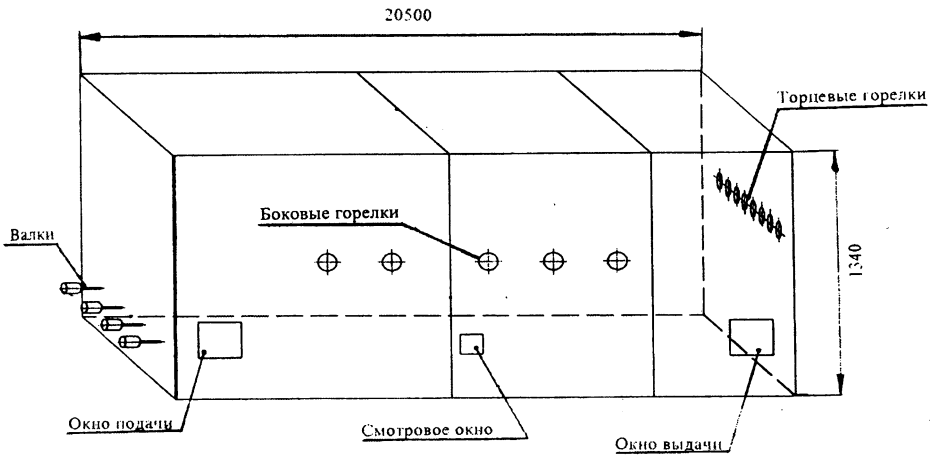 20500
Торцевые горелки
Боковые горелки
Валки
1340
Окно подачи
Смотровое окно
Окно выдачи